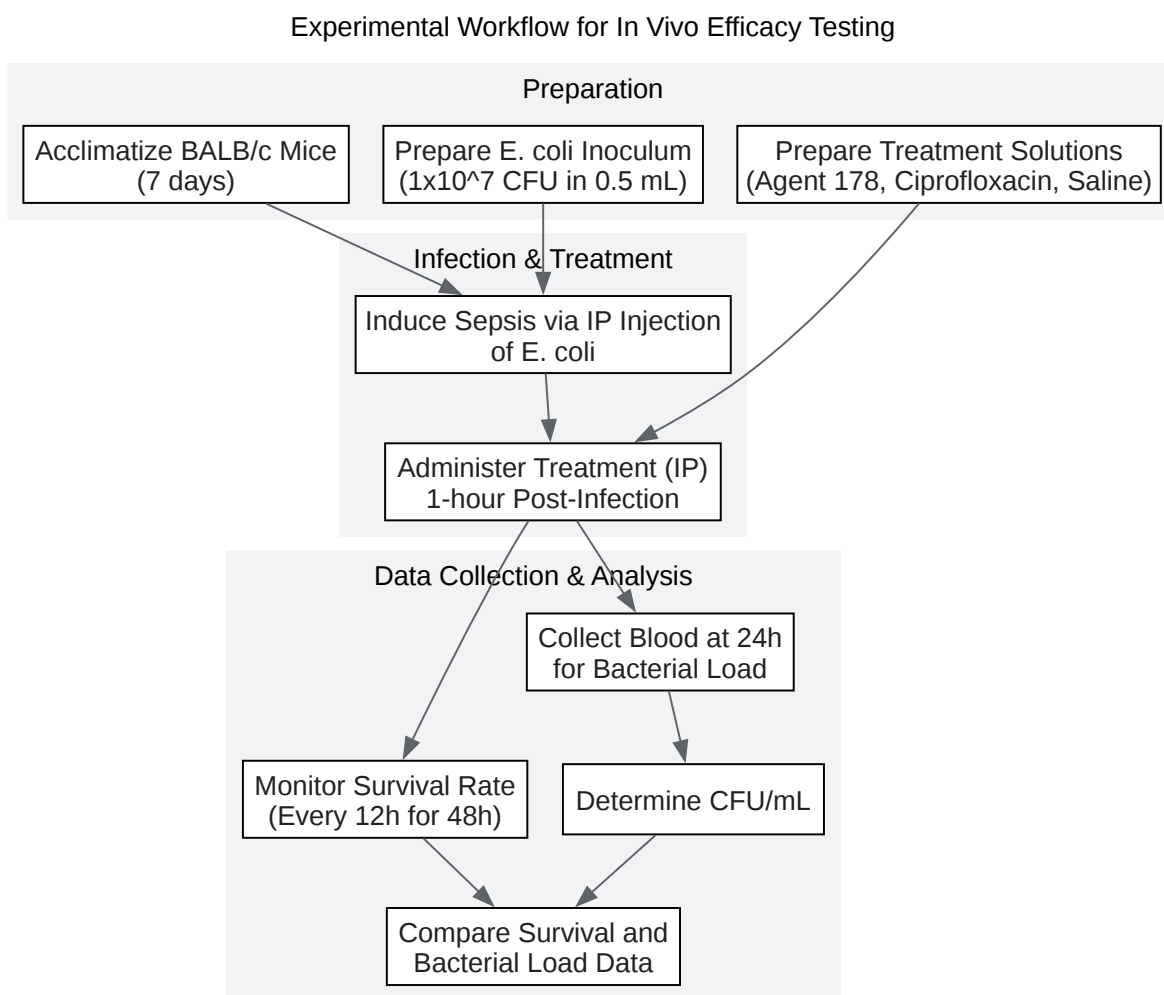 Experimental Workflow for In Vivo Efficacy Testing
Preparation
Acclimatize BALB/c Mice
(7 days)
Prepare E. coli Inoculum
(1x10^7 CFU in 0.5 mL)
Prepare Treatment Solutions
(Agent 178, Ciprofloxacin, Saline)
Infection & Treatment
Induce Sepsis via IP Injection
of E. coli
Administer Treatment (IP)
1-hour Post-Infection
Data Collection & Analysis
Collect Blood at 24h
for Bacterial Load
Monitor Survival Rate
(Every 12h for 48h)
Determine CFU/mL
Compare Survival and
Bacterial Load Data